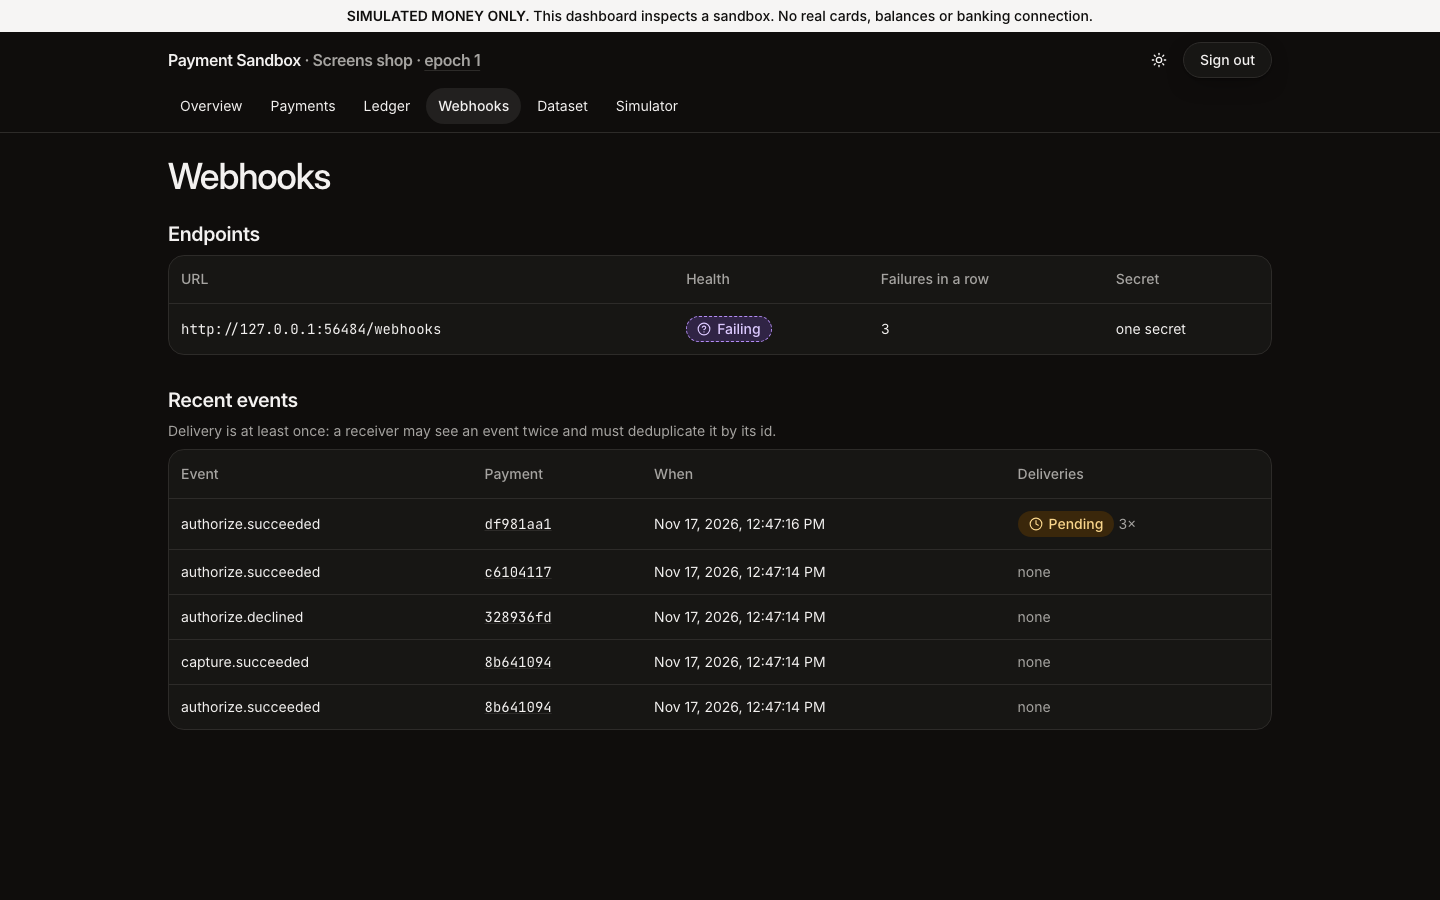 SIMULATED MONEY ONLY. This dashboard inspects a sandbox. No real cards, balances or banking connection.
Payment Sandbox · Screens shop · epoch 1
Sign out
Overview Payments Ledger Webhooks Dataset Simulator
Webhooks
Endpoints
URL Health Failures in a row Secret
http://127.0.0.1:56484/webhooks Failing 3 one secret
Recent events
Delivery is at least once: a receiver may see an event twice and must deduplicate it by its id.
Event Payment When Deliveries
authorize.succeeded df981aa1 Nov 17, 2026, 12:47:16 PM Pending 3×
authorize.succeeded c6104117 Nov 17, 2026, 12:47:14 PM none
authorize.declined 328936fd Nov 17, 2026, 12:47:14 PM none
capture.succeeded 8b641094 Nov 17, 2026, 12:47:14 PM none
authorize.succeeded 8b641094 Nov 17, 2026, 12:47:14 PM none